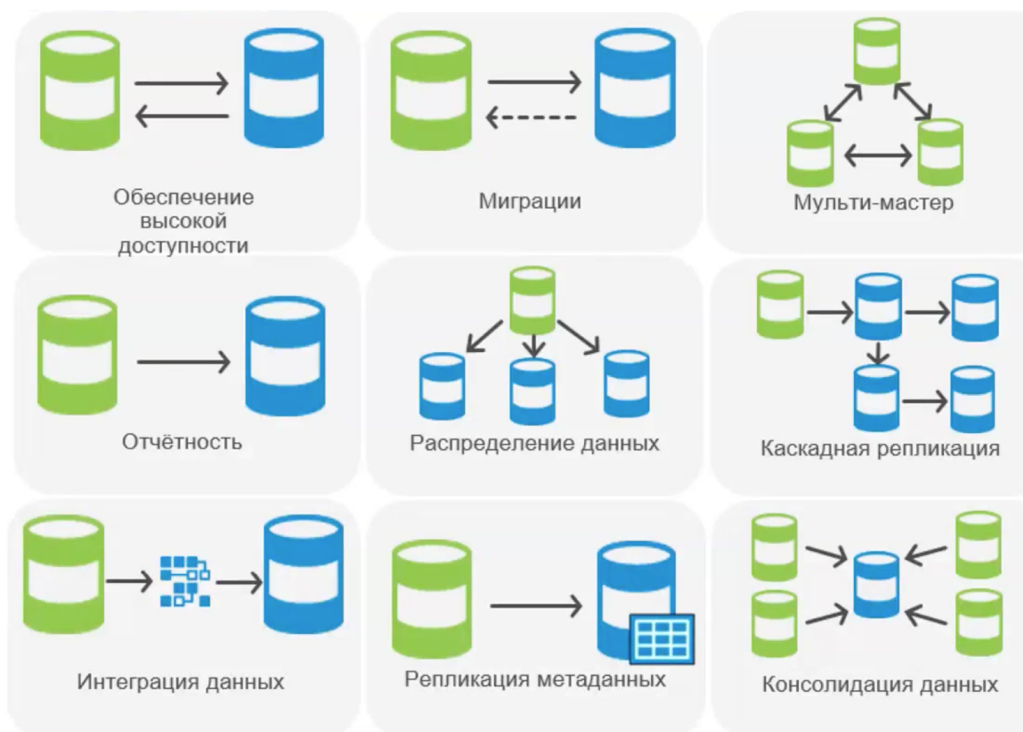 Обеспечение
высокой
доступности
Миграции
Мульти-мастер
Отчётность
Распределение данных
Каскадная репликация
Интеграция данных
Репликация метаданных
Консолидация данных